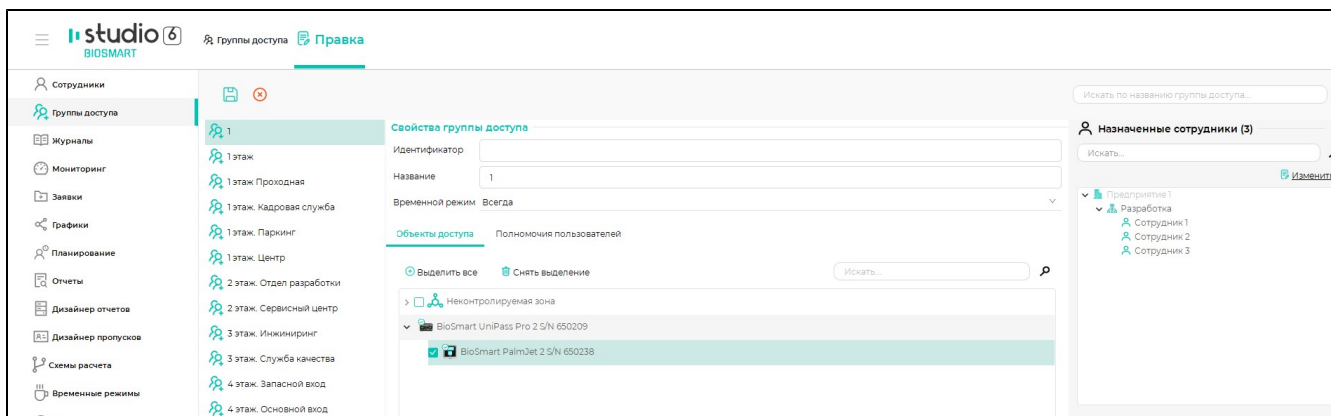 studio 6
BIOSMART
Группы доступа
Правка
Сотрудники
Группы доступа
Журналы
Мониторинг
Заявки
Графики
Планирование
Отчеты
Дизайнер отчетов
Дизайнер пропусков
Схемы расчета
Временные режимы
1
1 этаж
1 этаж Проходная
1 этаж. Кадровая служба
1 этаж. Паркинг
1 этаж. Центр
2 этаж. Отдел разработки
2 этаж. Сервисный центр
3 этаж. Инжиниринг
3 этаж. Служба качества
4 этаж. Запасной вход
4 этаж. Основной вход
Свойства группы доступа
Идентификатор
Название 1
Временной режим Всегда
Объекты доступа Полномочия пользователей
Выделить все Снять выделение Искать...
Неконтролируемая зона
BioSmart UniPass Pro 2 S/N 650209
BioSmart PalmJet 2 S/N 650238
Искать по названию группы доступа...
Назначенные сотрудники (3)
Искать...
Изменить
Предприятие 1
Разработка
Сотрудник 1
Сотрудник 2
Сотрудник 3